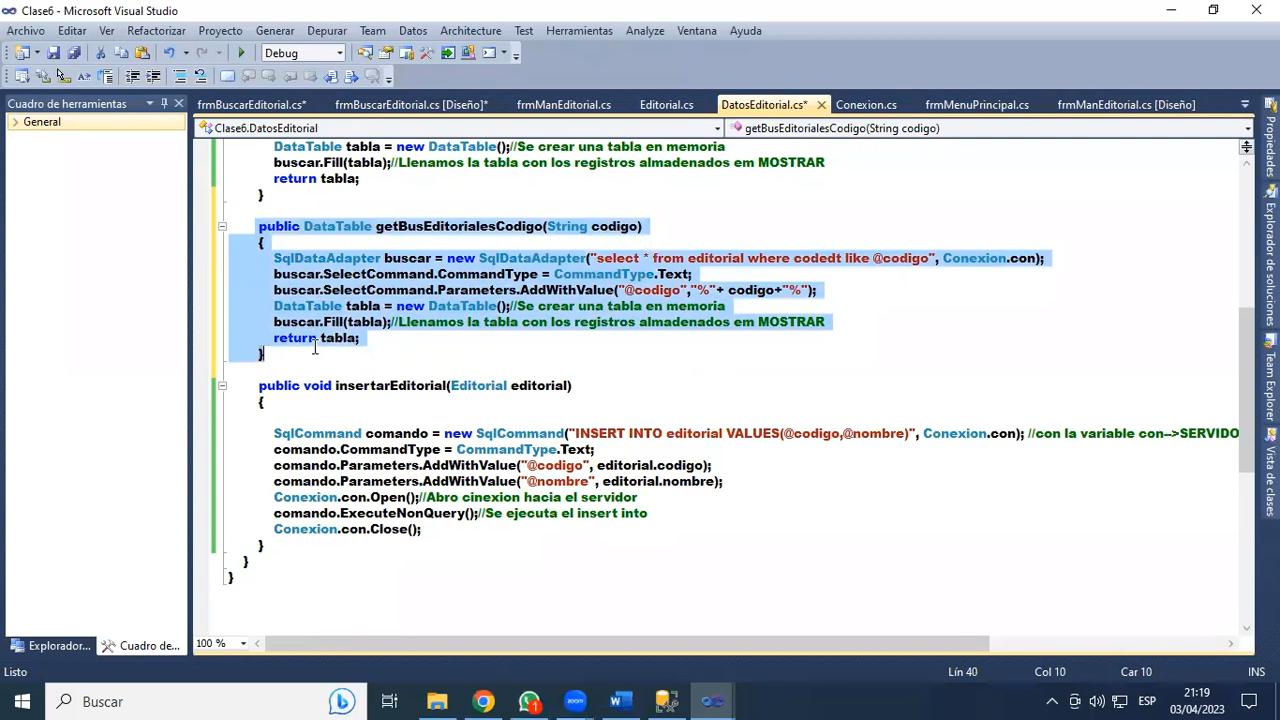 Clase6 - Microsoft Visual Studio
Archivo Editar Ver Refactorizar Proyecto Generar Depurar Team Datos Herramientas Architecture Test Analyze Ventana Ayuda
Debug
Cuadro de herramientas
General
frmBuscarEditorial.cs* frmBuscarEditorial.cs [Diseño]* frmManEditorial.cs Editorial.cs DatosEditorial.cs* Conexion.cs frmMenuPrincipal.cs frmManEditorial.cs [Diseño]
Clase6.DatosEditorial getBusEditorialesCodigo(String codigo)
DataTable tabla = new DataTable();//Se crear una tabla en memoria
buscar.Fill(tabla);//Llenamos la tabla con los registros almadenados em MOSTRAR
return tabla;
}
public DataTable getBusEditorialesCodigo(String codigo)
{
SqlDataAdapter buscar = new SqlDataAdapter("select * from editorial where codedt like @codigo", Conexion.con);
buscar.SelectCommand.CommandType = CommandType.Text;
buscar.SelectCommand.Parameters.AddWithValue("@codigo","%"+ codigo+"%");
DataTable tabla = new DataTable();//Se crear una tabla en memoria
buscar.Fill(tabla);//Llenamos la tabla con los registros almadenados em MOSTRAR
return tabla;
}
public void insertarEditorial(Editorial editorial)
{
SqlCommand comando = new SqlCommand("INSERT INTO editorial VALUES(@codigo,@nombre)", Conexion.con); //con la variable con-->SERVIDO
comando.CommandType = CommandType.Text;
comando.Parameters.AddWithValue("@codigo", editorial.codigo);
comando.Parameters.AddWithValue("@nombre", editorial.nombre);
Conexion.con.Open();//Abro cinexion hacia el servidor
comando.ExecuteNonQuery();//Se ejecuta el insert into
Conexion.con.Close();
}
}
}
Propiedades
Explorador de soluciones
Team Explorer
Vista de clases
100 %
Explorador... Cuadro de...
Listo Lín 40 Col 10 Car 10 INS
Buscar
1
ESP
21:19
03/04/2023